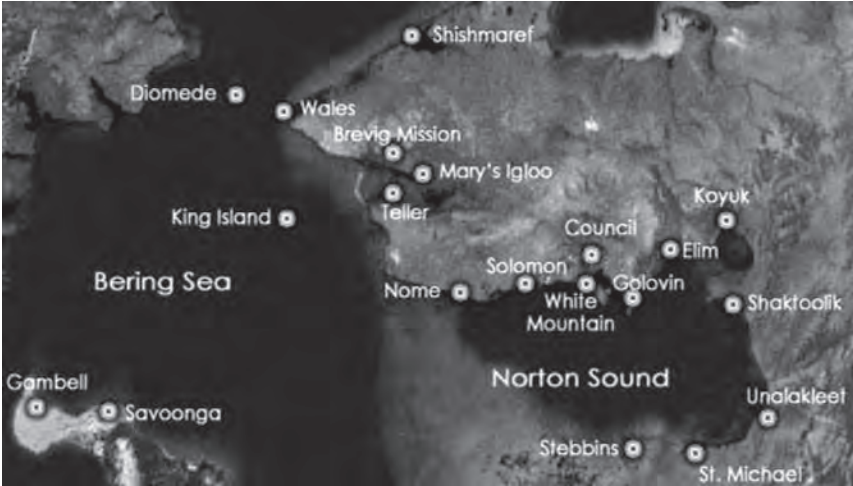 Shishmaref
Diomede
Wales
Brevig Mission
Mary's Igloo
Teller
King Island
Koyuk
Council
Elim
Solomon
Bering Sea
Nome
White
Mountain
Golovin
Shaktoolik
Norton Sound
Gambell
Savoonga
Unalakleet
Stebbins
St. Michael